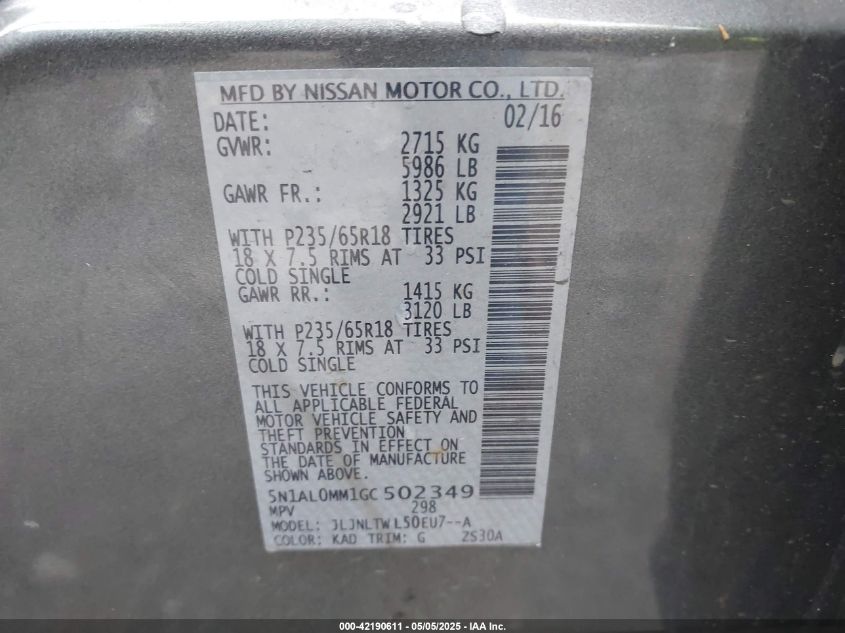 MFD BY NISSAN MOTOR CO., LTD.
DATE: 02/16
GVWR: 2715 KG
5986 LB
GAWR FR.: 1325 KG
2921 LB
WITH P235/65R18 TIRES
18 X 7.5 RIMS AT 33 PSI
COLD SINGLE
GAWR RR.: 1415 KG
3120 LB
WITH P235/65R18 TIRES
18 X 7.5 RIMS AT 33 PSI
COLD SINGLE
THIS VEHICLE CONFORMS TO
ALL APPLICABLE FEDERAL
MOTOR VEHICLE SAFETY AND
THEFT PREVENTION
STANDARDS IN EFFECT ON
THE DATE OF MANUFACTURE
SHOWN ABOVE.
5N1AL0MM1GC502349
MPV 298
MODEL: JLJNLTWL50EU7--A
COLOR: KAD TRIM: G 2S30A
000-42190611 - 05/05/2025 - IAA Inc.